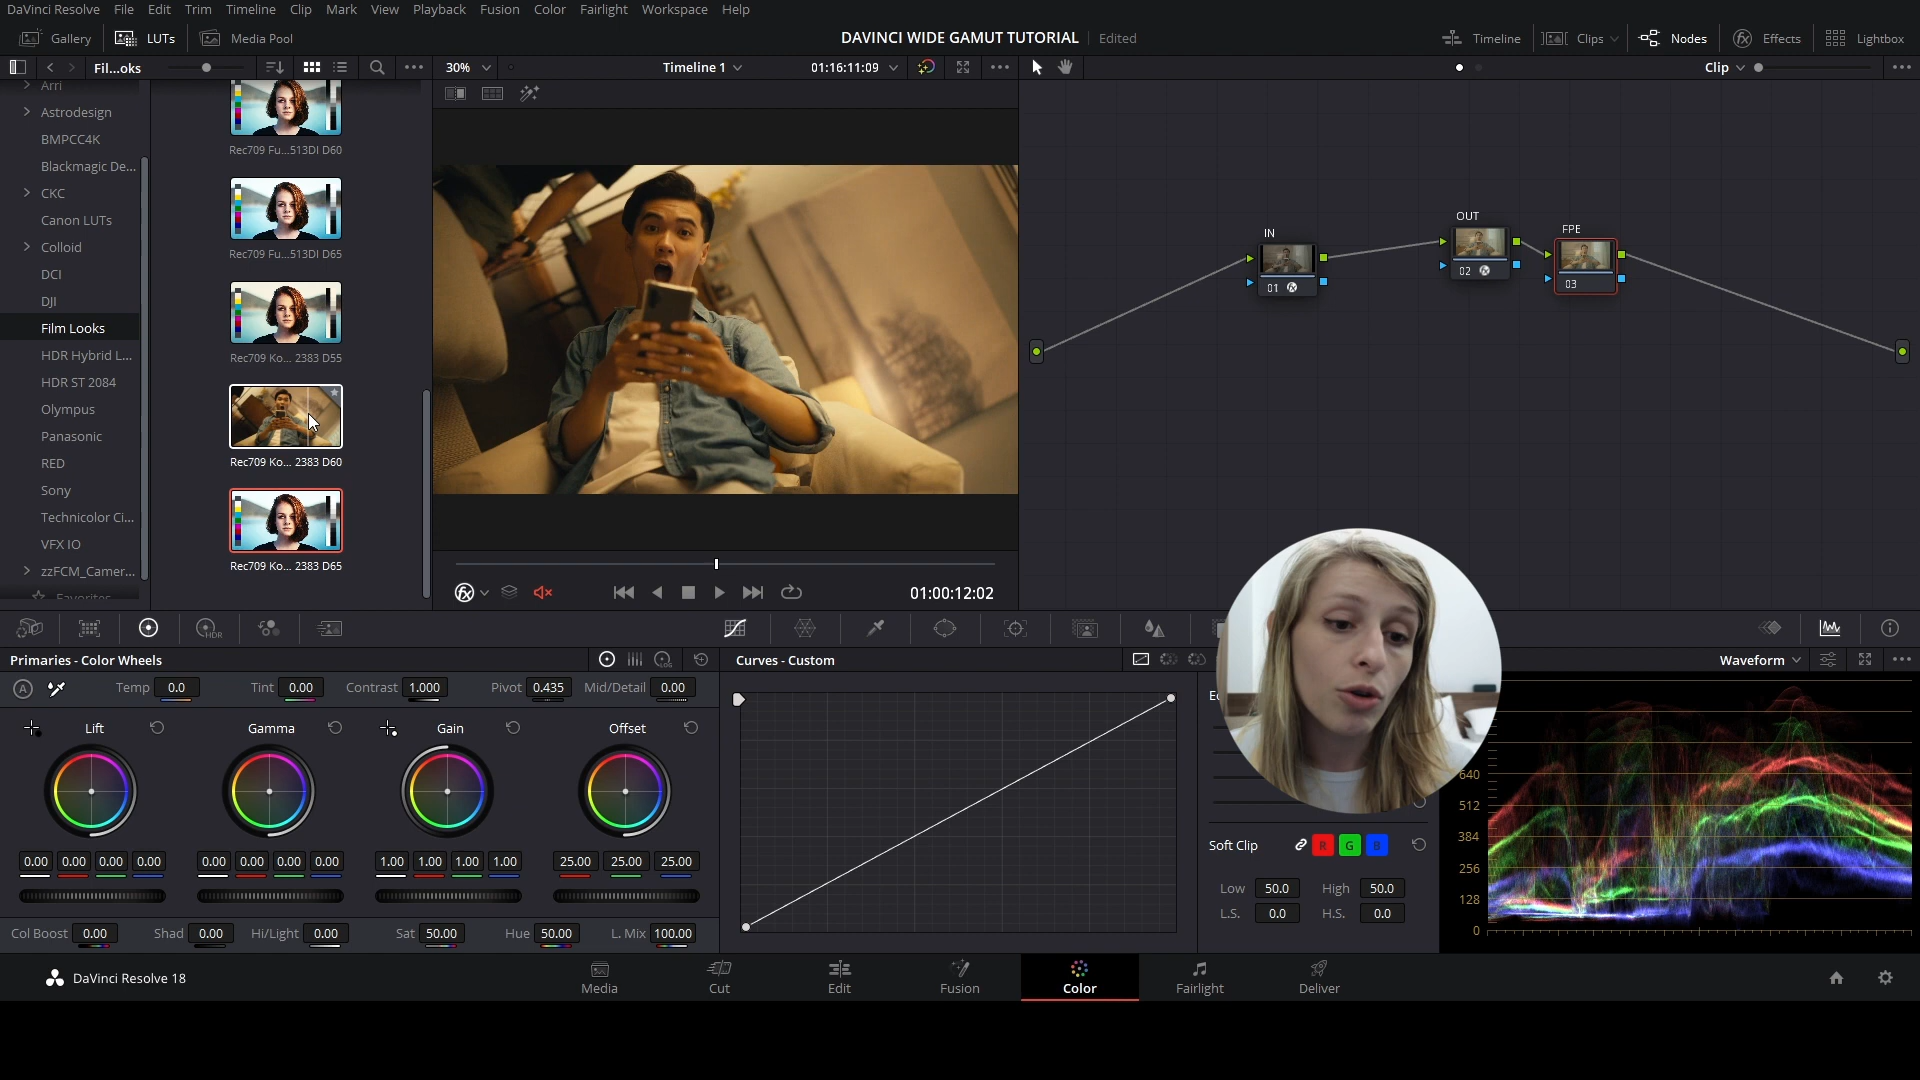 DaVinci Resolve File Edit Trim Timeline Clip Mark View Playback Fusion Color Fairlight Workspace Help
Gallery LUTs Media Pool
DAVINCI WIDE GAMUT TUTORIAL Edited
Timeline Clips Nodes Effects Lightbox
Fil...oks
30% Timeline 1 01:16:11:09
Clip
Arri
Astrodesign
BMPCC4K
Blackmagic De...
CKC
Canon LUTs
Colloid
DCI
DJI
Film Looks
HDR Hybrid L...
HDR ST 2084
Olympus
Panasonic
RED
Sony
Technicolor Ci...
VFX IO
zzFCM_Camer...
Favorites
Rec709 Fu...513DI D60
Rec709 Fu...513DI D65
Rec709 Ko... 2383 D55
Rec709 Ko... 2383 D60
Rec709 Ko... 2383 D65
01:00:12:02
IN
01
OUT
02
FPE
03
HDR
Primaries - Color Wheels
LOG
A Temp 0.0 Tint 0.00 Contrast 1.000 Pivot 0.435 Mid/Detail 0.00
Lift Gamma Gain Offset
0.00 0.00 0.00 0.00 0.00 0.00 0.00 0.00 1.00 1.00 1.00 1.00 25.00 25.00 25.00
Col Boost 0.00 Shad 0.00 Hi/Light 0.00 Sat 50.00 Hue 50.00 L. Mix 100.00
Curves - Custom
Soft Clip R G B
Low 50.0 High 50.0
L.S. 0.0 H.S. 0.0
Waveform
640
512
384
256
128
0
DaVinci Resolve 18
Media Cut Edit Fusion Color Fairlight Deliver